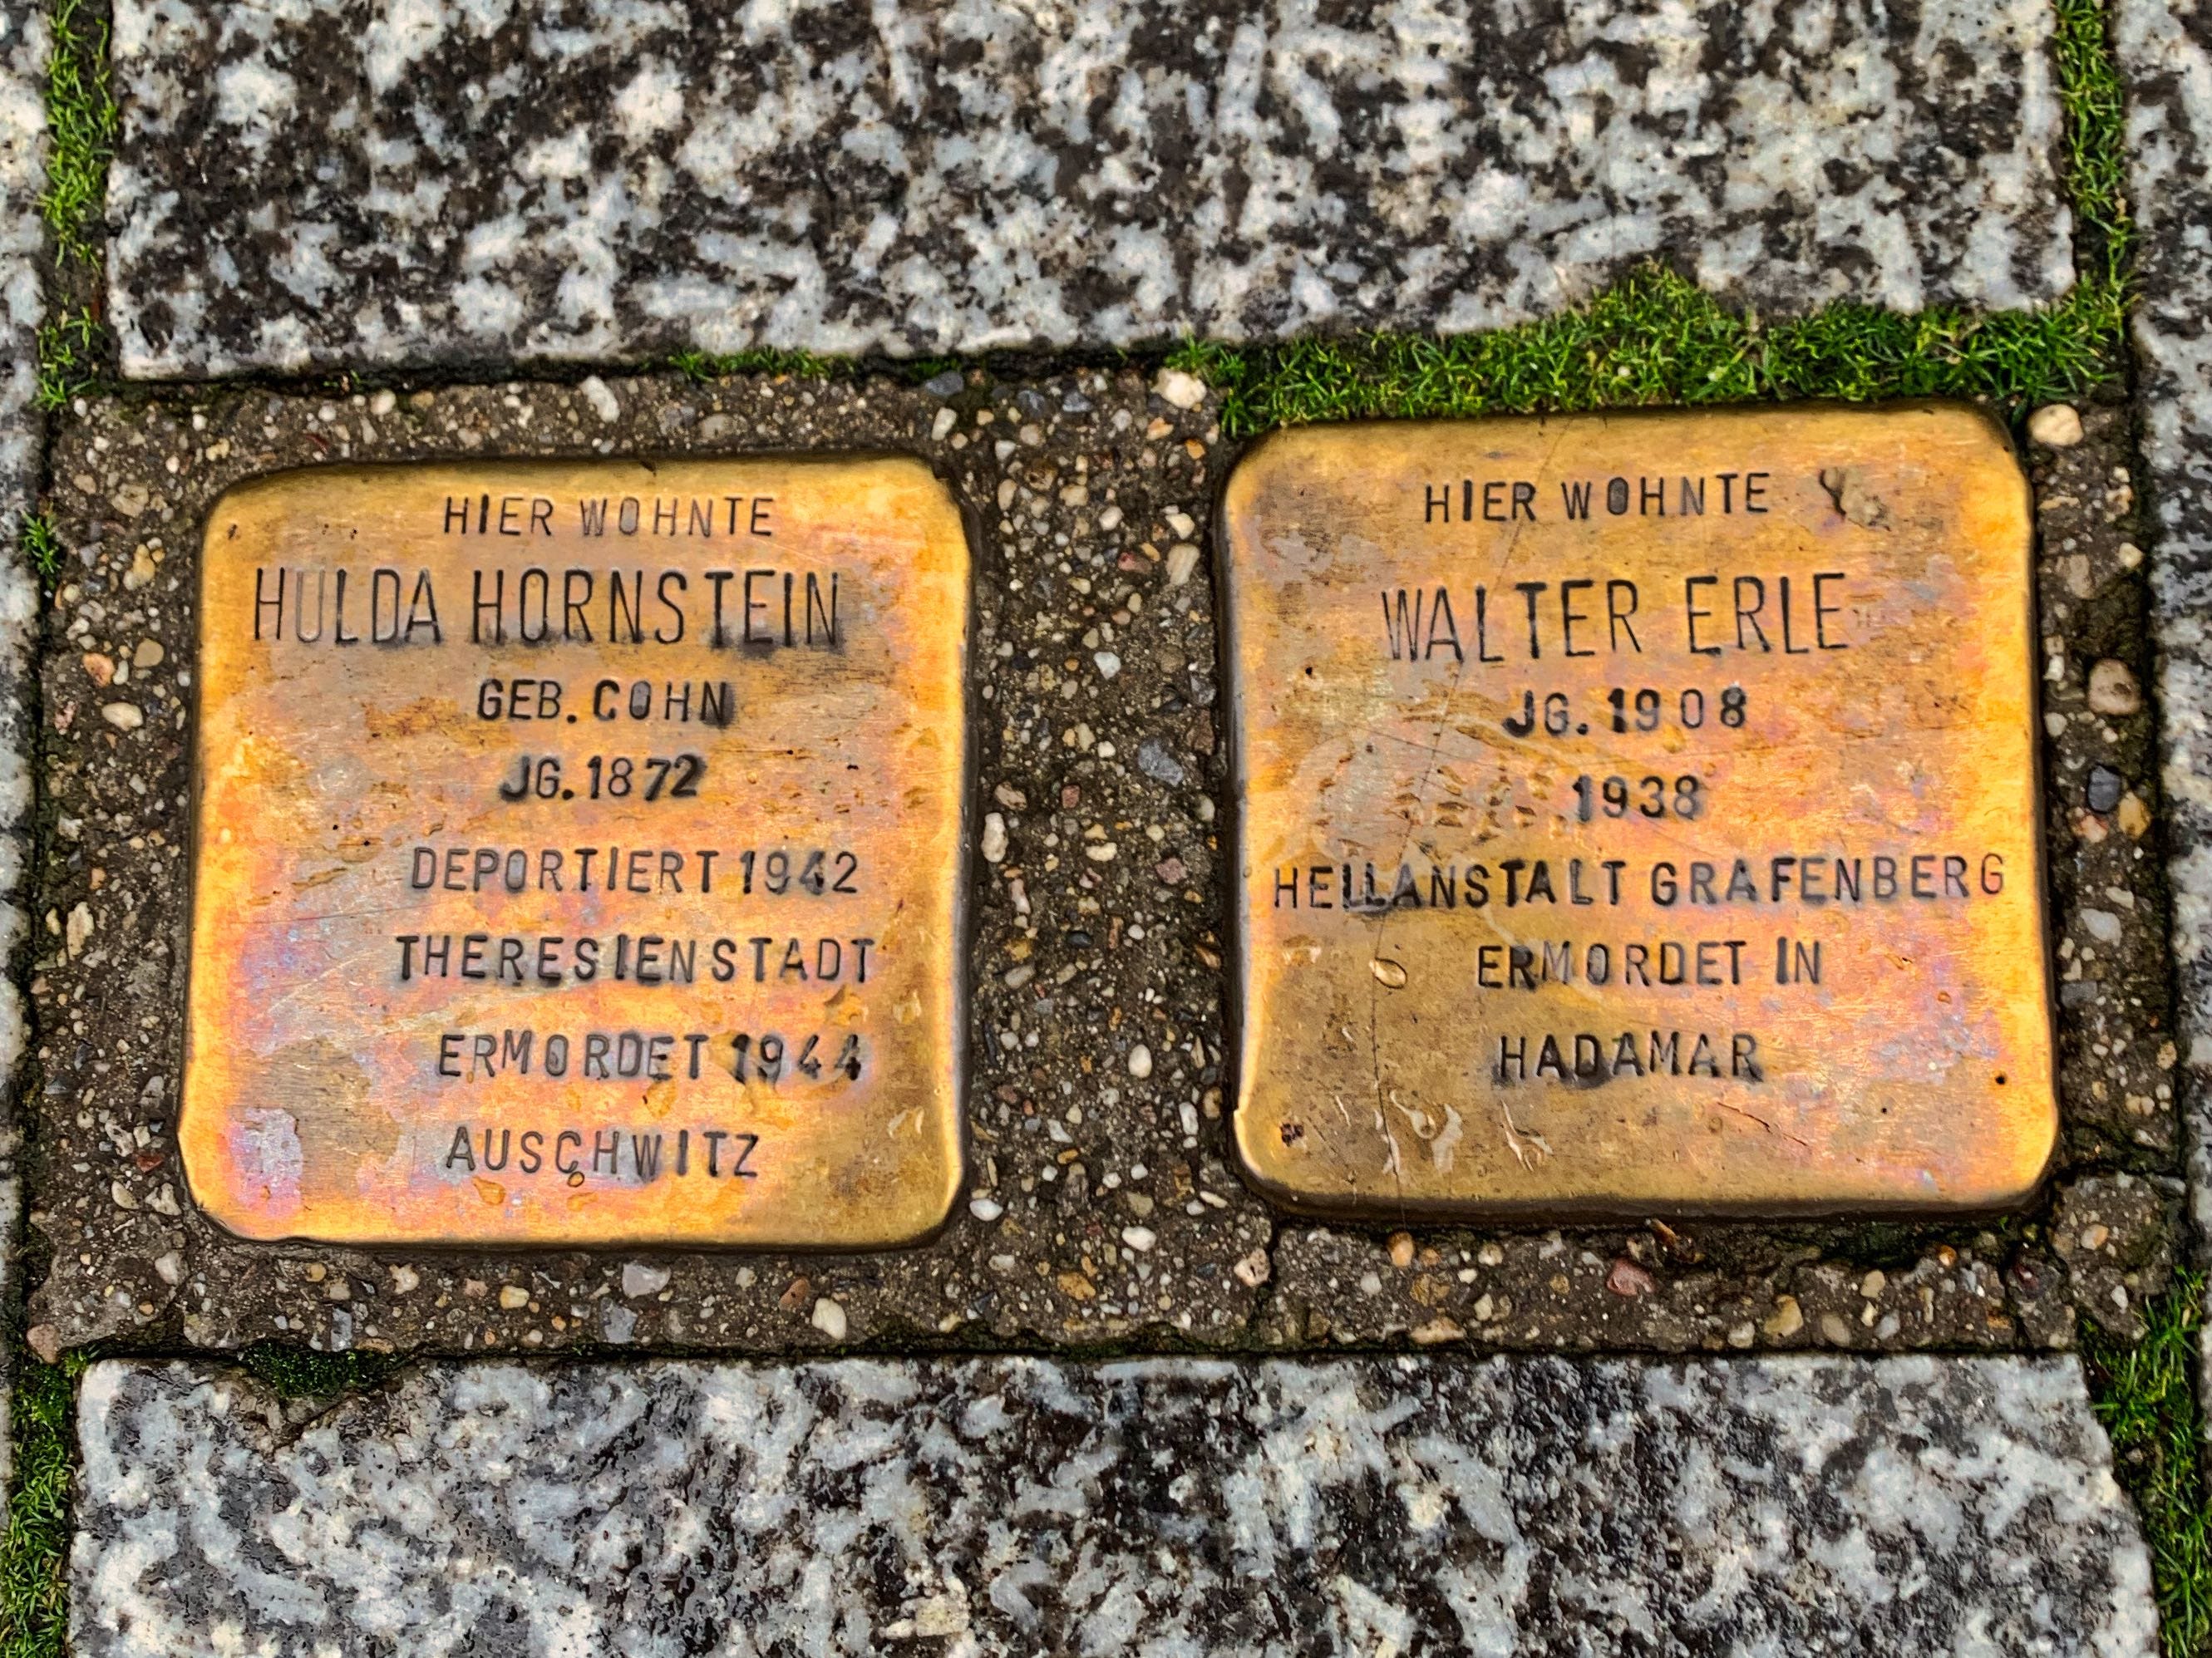 HIER WOHNTE
HULDA HORNSTEIN
GEB. COHN
JG. 1872
DEPORTIERT 1942
THERESIENSTADT
ERMORDET 1944
AUSCHWITZ
HIER WOHNTE
WALTER ERLE
JG. 1908
1938
HEILANSTALT GRAFENBERG
ERMORDET IN
HADAMAR